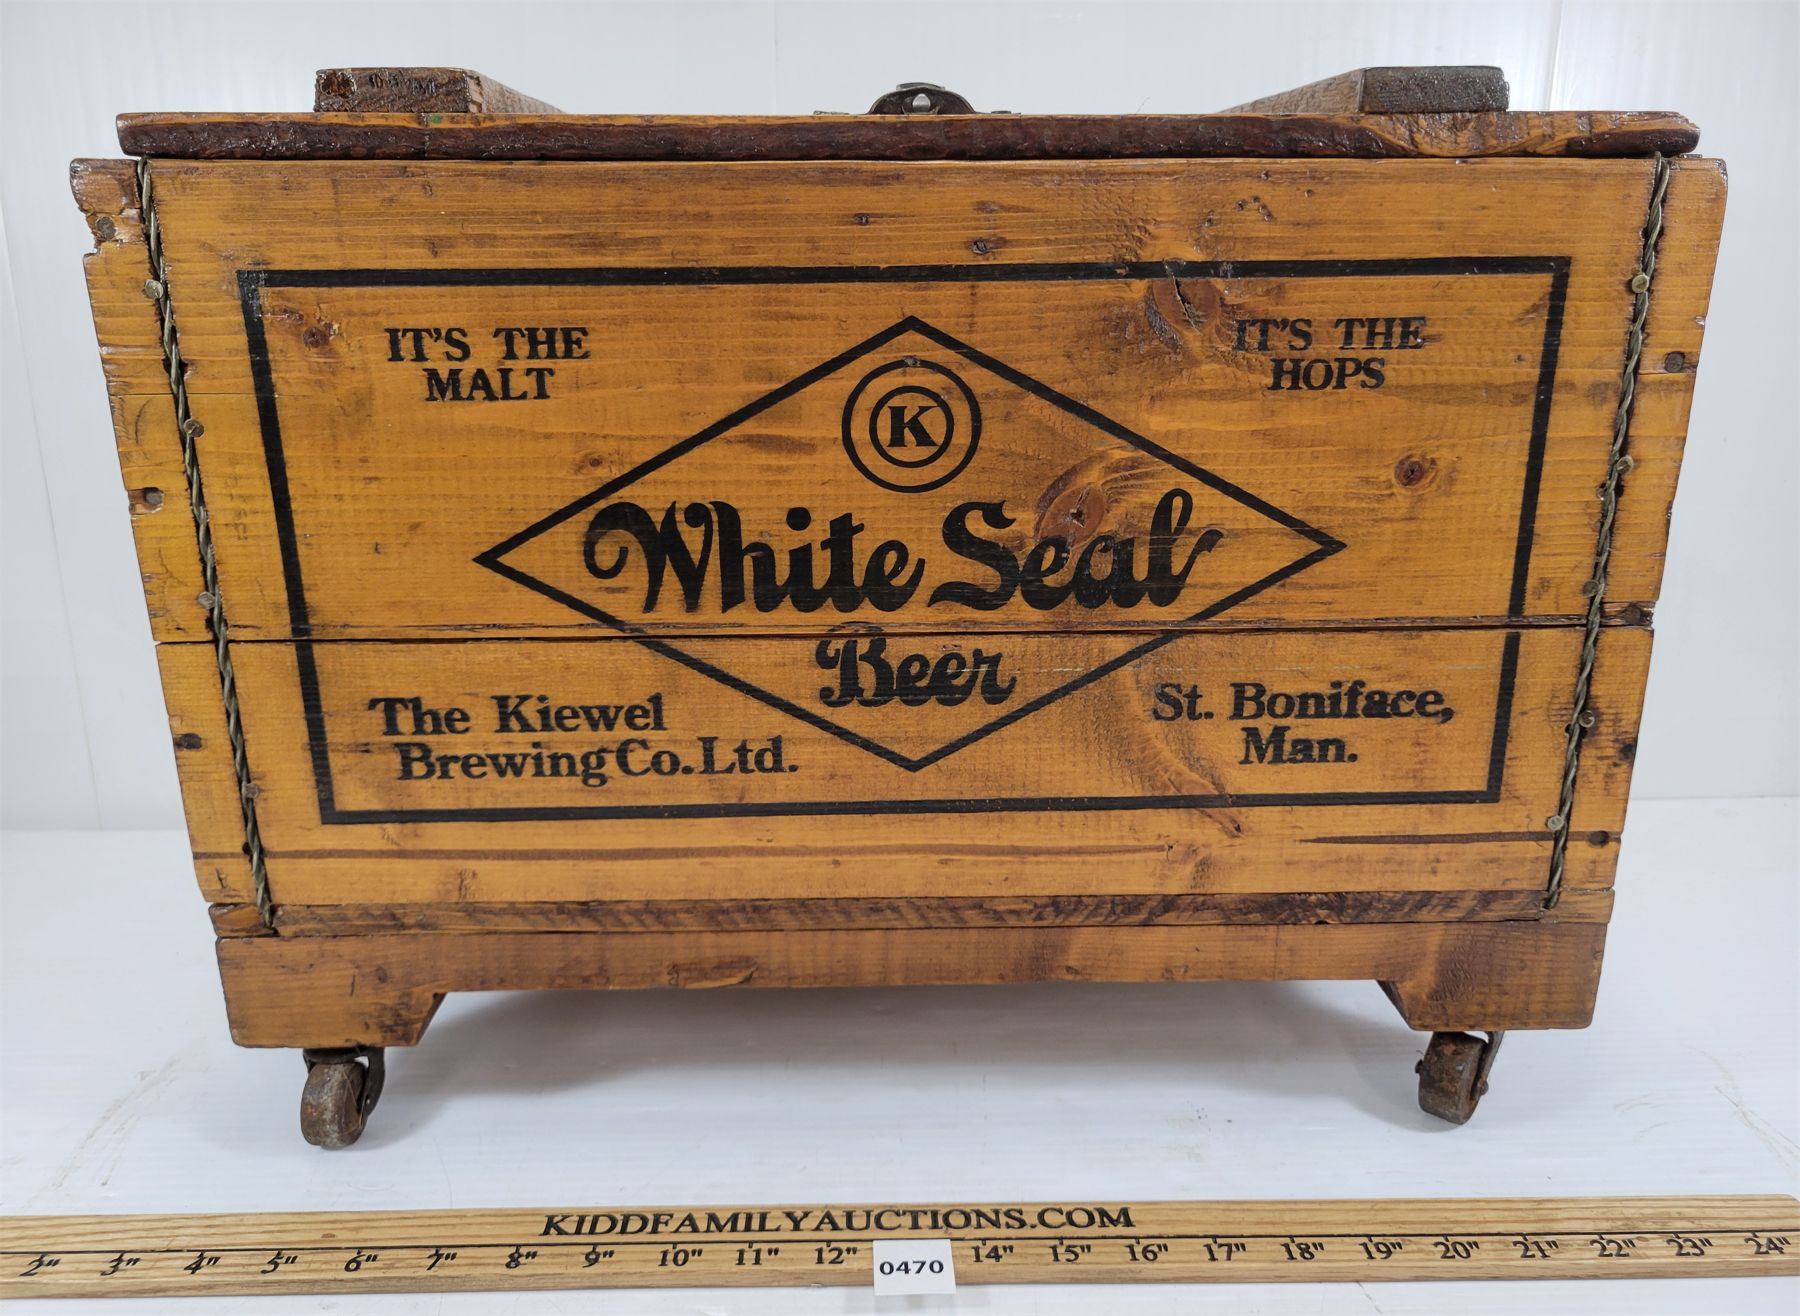 IT'S THE
MALT
IT'S THE
HOPS
K
White Seal
Beer
The Kiewel
Brewing Co. Ltd.
St. Boniface,
Man.
KIDDFAMILYAUCTIONS.COM
2" 3" 4" 5" 6" 7" 8" 9" 10" 11" 12" 14" 15" 16" 17" 18" 19" 20" 21" 22" 23" 24"
0470